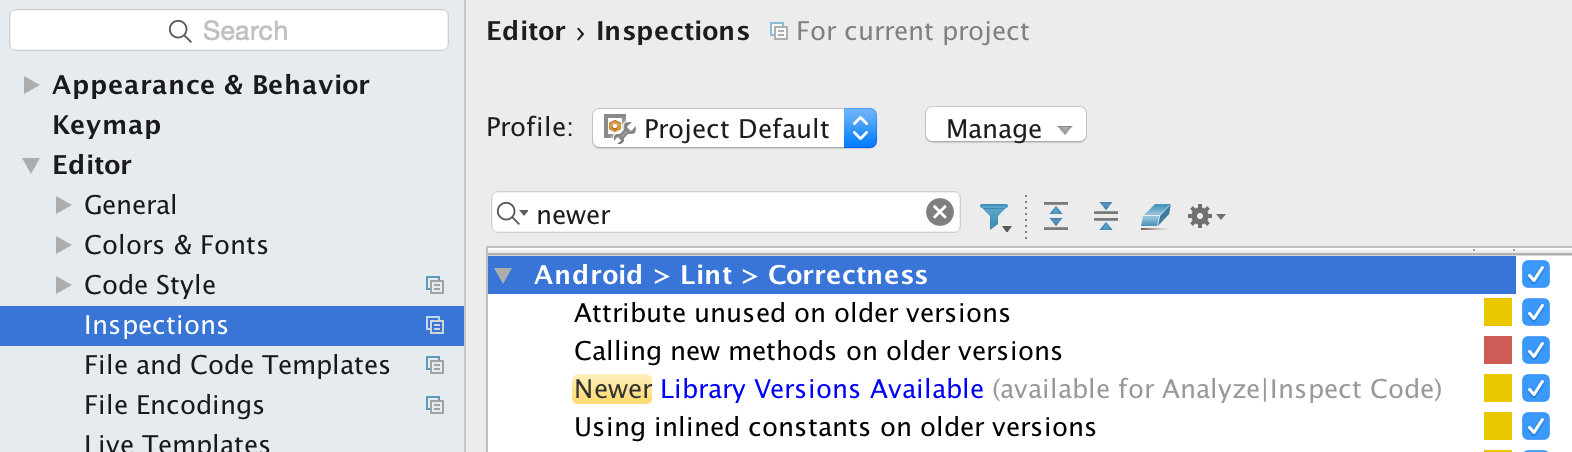 Search
Appearance & Behavior
Keymap
Editor
General
Colors & Fonts
Code Style
Inspections
File and Code Templates
File Encodings
Live Templates
Editor › Inspections For current project
Profile: Project Default Manage
newer
Android > Lint > Correctness
Attribute unused on older versions
Calling new methods on older versions
Newer Library Versions Available (available for Analyze|Inspect Code)
Using inlined constants on older versions